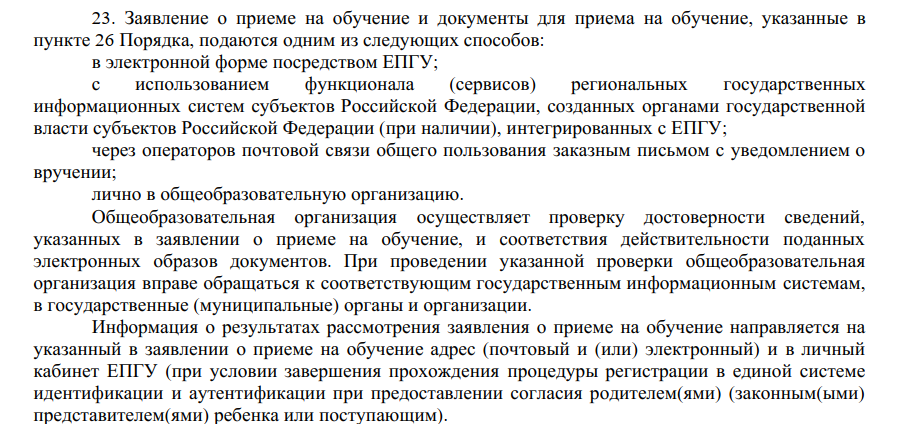 23. Заявление о приеме на обучение и документы для приема на обучение, указанные в
пункте 26 Порядка, подаются одним из следующих способов:
в электронной форме посредством ЕПГУ;
с использованием функционала (сервисов) региональных государственных
информационных систем субъектов Российской Федерации, созданных органами государственной
власти субъектов Российской Федерации (при наличии), интегрированных с ЕПГУ;
через операторов почтовой связи общего пользования заказным письмом с уведомлением о
вручении;
лично в общеобразовательную организацию.
Общеобразовательная организация осуществляет проверку достоверности сведений,
указанных в заявлении о приеме на обучение, и соответствия действительности поданных
электронных образов документов. При проведении указанной проверки общеобразовательная
организация вправе обращаться к соответствующим государственным информационным системам,
в государственные (муниципальные) органы и организации.
Информация о результатах рассмотрения заявления о приеме на обучение направляется на
указанный в заявлении о приеме на обучение адрес (почтовый и (или) электронный) и в личный
кабинет ЕПГУ (при условии завершения прохождения процедуры регистрации в единой системе
идентификации и аутентификации при предоставлении согласия родителем(ями) (законным(ыми)
представителем(ями) ребенка или поступающим).